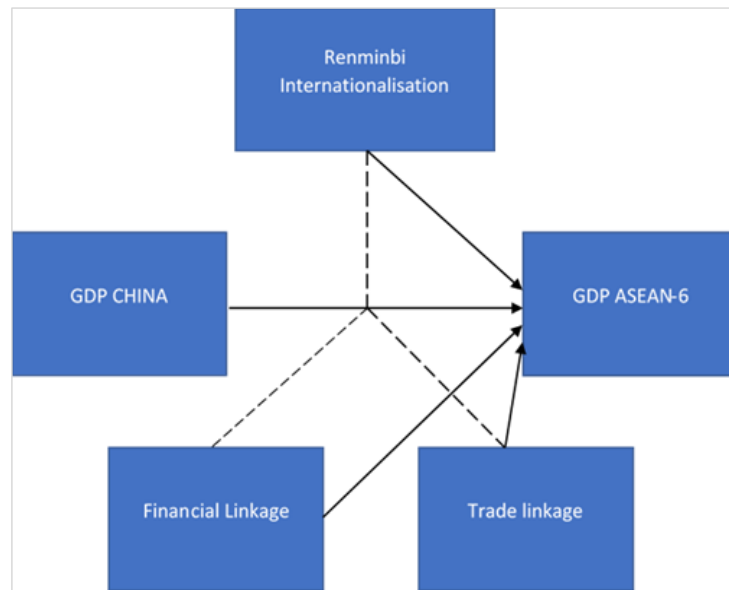 Renminbi
Internationalisation
GDP CHINA
GDP ASEAN-6
Financial Linkage
Trade linkage